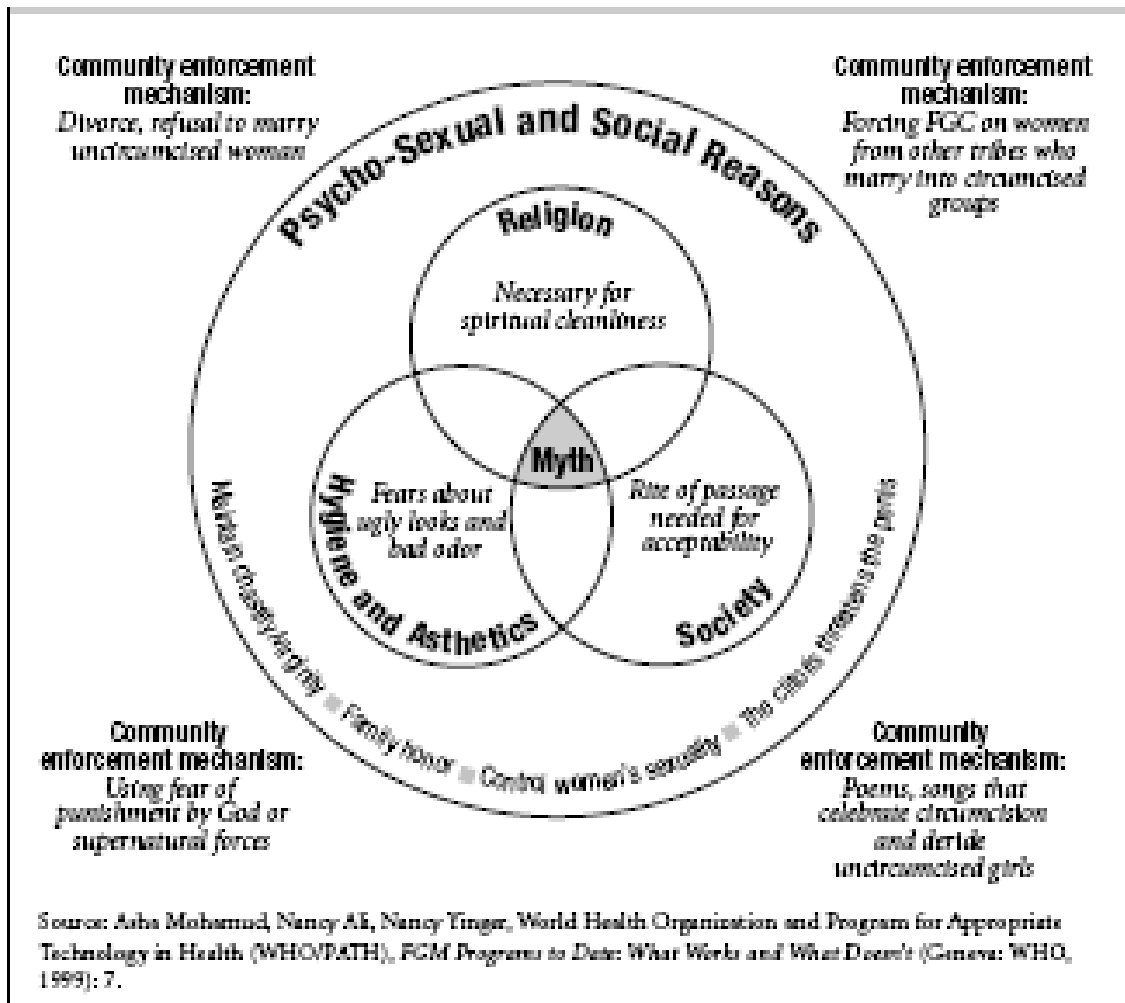 Community enforcement
mechanism:
Divorce, refusal to marry
uncircumcised woman
Community enforcement
mechanism:
Forcing FGC on women
from other tribes who
marry into circumcised
groups
Psycho-Sexual and Social Reasons
Religion
Necessary for
spiritual cleanliness
Myth
Hygiene and Asthetics
Fears about
ugly looks and
bad odor
Rite of passage
needed for
acceptability
Society
Maintain chastity/virginity ■ Family honor ■ Control women's sexuality ■ The clitoris threatens the penis
Community
enforcement mechanism:
Using fear of
punishment by God or
supernatural forces
Community
enforcement mechanism:
Poems, songs that
celebrate circumcision
and deride
uncircumcised girls
Source: Asha Mohamud, Nancy Ali, Nancy Yinger, World Health Organization and Program for Appropriate
Technology in Health (WHO/PATH), FGM Programs to Date: What Works and What Doesn't (Geneva: WHO,
1999): 7.